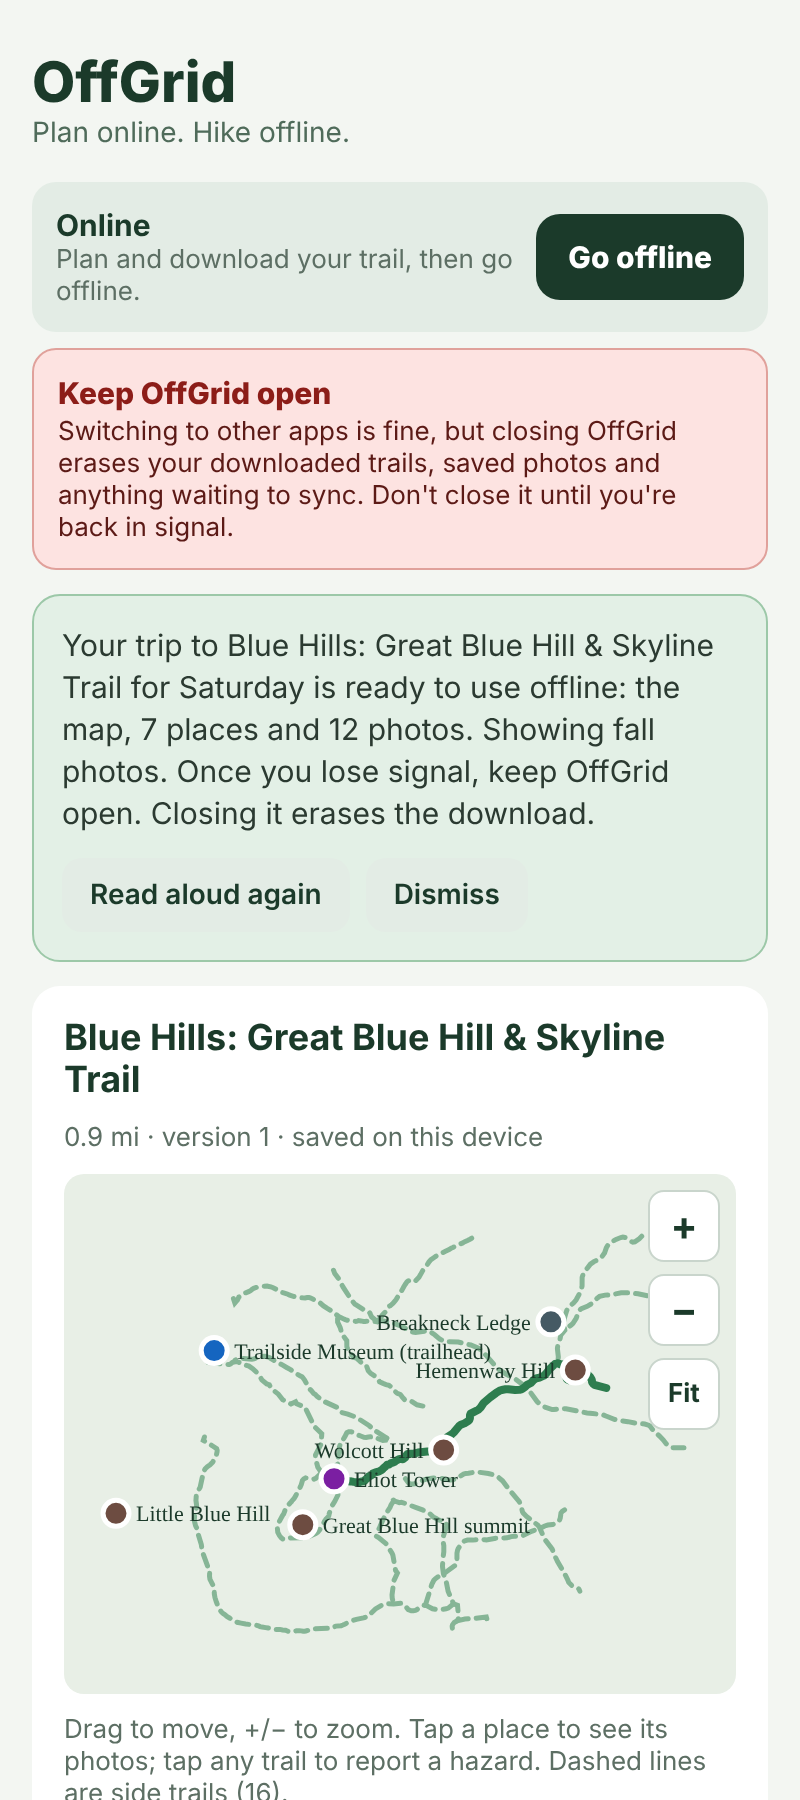 OffGrid
Plan online. Hike offline.
Online
Plan and download your trail, then go
offline.
Go offline
Keep OffGrid open
Switching to other apps is fine, but closing OffGrid
erases your downloaded trails, saved photos and
anything waiting to sync. Don't close it until you're
back in signal.
Your trip to Blue Hills: Great Blue Hill & Skyline
Trail for Saturday is ready to use offline: the
map, 7 places and 12 photos. Showing fall
photos. Once you lose signal, keep OffGrid
open. Closing it erases the download.
Read aloud again
Dismiss
Blue Hills: Great Blue Hill & Skyline
Trail
0.9 mi · version 1 · saved on this device
+
−
Fit
Breakneck Ledge
Trailside Museum (trailhead)
Hemenway Hill
Wolcott Hill
Eliot Tower
Little Blue Hill
Great Blue Hill summit
Drag to move, +/− to zoom. Tap a place to see its
photos; tap any trail to report a hazard. Dashed lines
are side trails (16).